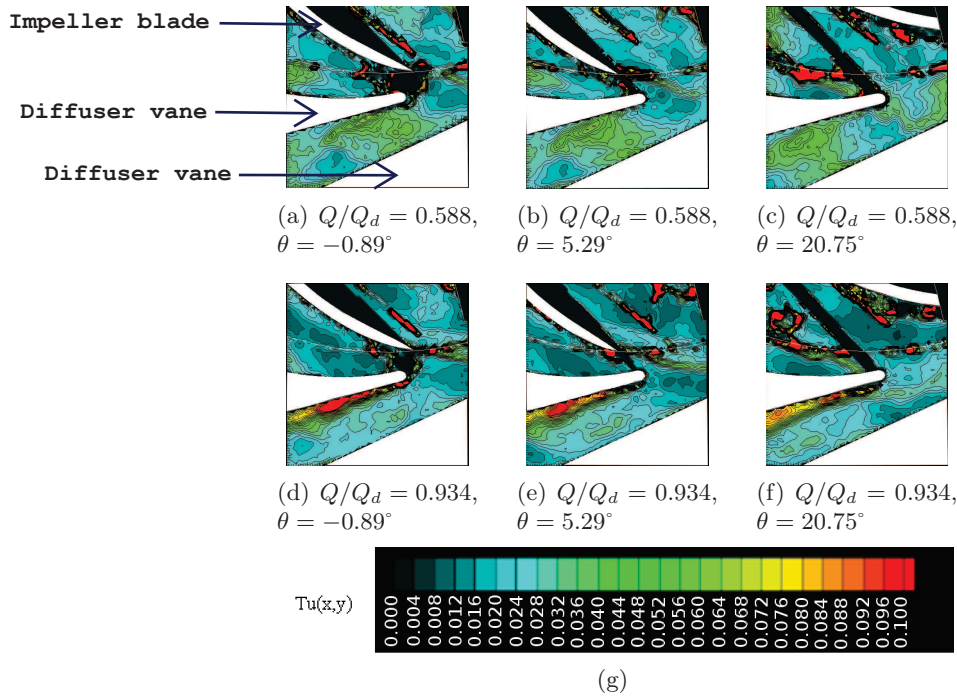 Impeller blade
Diffuser vane
Diffuser vane
(a) Q/Q_d = 0.588,
θ = −0.89°
(b) Q/Q_d = 0.588,
θ = 5.29°
(c) Q/Q_d = 0.588,
θ = 20.75°
(d) Q/Q_d = 0.934,
θ = −0.89°
(e) Q/Q_d = 0.934,
θ = 5.29°
(f) Q/Q_d = 0.934,
θ = 20.75°
Tu(x,y)
0.000 0.004 0.008 0.012 0.016 0.020 0.024 0.028 0.032 0.036 0.040 0.044 0.048 0.052 0.056 0.060 0.064 0.068 0.072 0.076 0.080 0.084 0.088 0.092 0.096 0.100
(g)